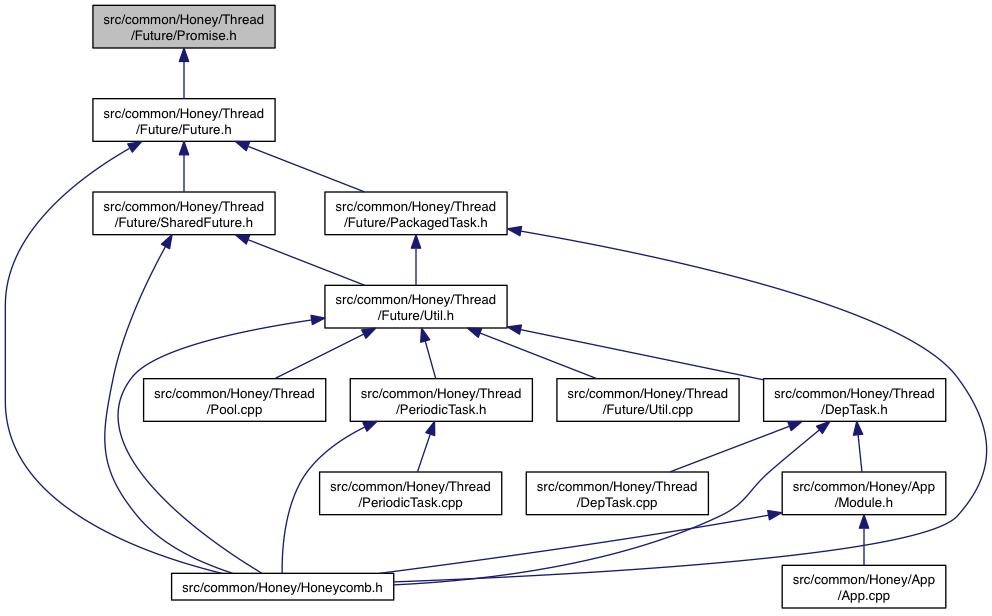 src/common/Honey/Thread
/Future/Promise.h
src/common/Honey/Thread
/Future/Future.h
src/common/Honey/Thread
/Future/SharedFuture.h
src/common/Honey/Thread
/Future/PackagedTask.h
src/common/Honey/Thread
/Future/Util.h
src/common/Honey/Thread
/Pool.cpp
src/common/Honey/Thread
/PeriodicTask.h
src/common/Honey/Thread
/Future/Util.cpp
src/common/Honey/Thread
/DepTask.h
src/common/Honey/Thread
/PeriodicTask.cpp
src/common/Honey/Thread
/DepTask.cpp
src/common/Honey/App
/Module.h
src/common/Honey/Honeycomb.h
src/common/Honey/App
/App.cpp